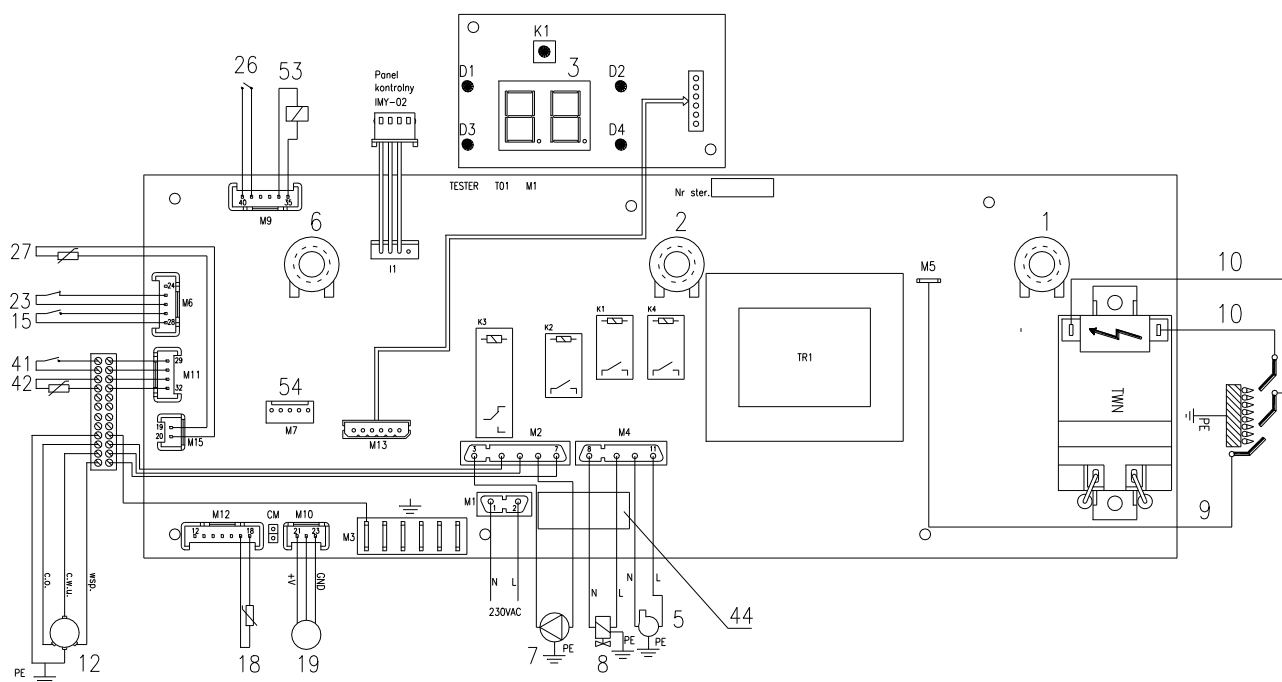 K1
3
D1
D2
D3
D4
26
53
Panel
kontrolny
IMY-02
TESTER T01 M1
Nr ster.
40
35
M9
6
2
1
I1
M5
10
10
27
24
M6
28
23
15
K3
K2
K1
K4
TR1
TWN
PE
29
M11
32
41
42
54
M7
M13
19
20
M15
M2
3
7
M4
8
11
M1
1
2
M12
12
18
CM
M10
21
23
M3
9
c.o.
c.w.u.
wsp.
+V
GND
N
L
230VAC
N
L
N
L
PE
PE
PE
PE
12
18
19
7
8
5
44